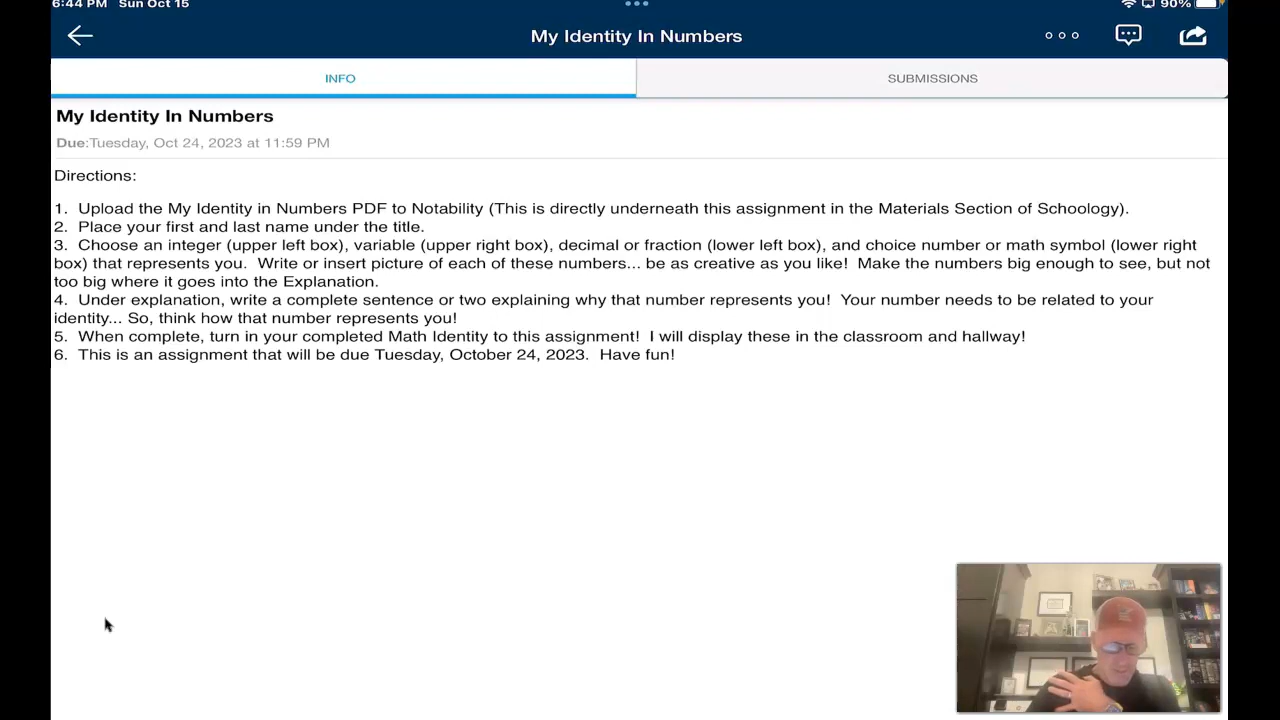 6:44 PM Sun Oct 15
90%
My Identity In Numbers
INFO
SUBMISSIONS
My Identity In Numbers
Due:Tuesday, Oct 24, 2023 at 11:59 PM
Directions:
1. Upload the My Identity in Numbers PDF to Notability (This is directly underneath this assignment in the Materials Section of Schoology).
2. Place your first and last name under the title.
3. Choose an integer (upper left box), variable (upper right box), decimal or fraction (lower left box), and choice number or math symbol (lower right
box) that represents you. Write or insert picture of each of these numbers... be as creative as you like! Make the numbers big enough to see, but not
too big where it goes into the Explanation.
4. Under explanation, write a complete sentence or two explaining why that number represents you! Your number needs to be related to your
identity... So, think how that number represents you!
5. When complete, turn in your completed Math Identity to this assignment! I will display these in the classroom and hallway!
6. This is an assignment that will be due Tuesday, October 24, 2023. Have fun!